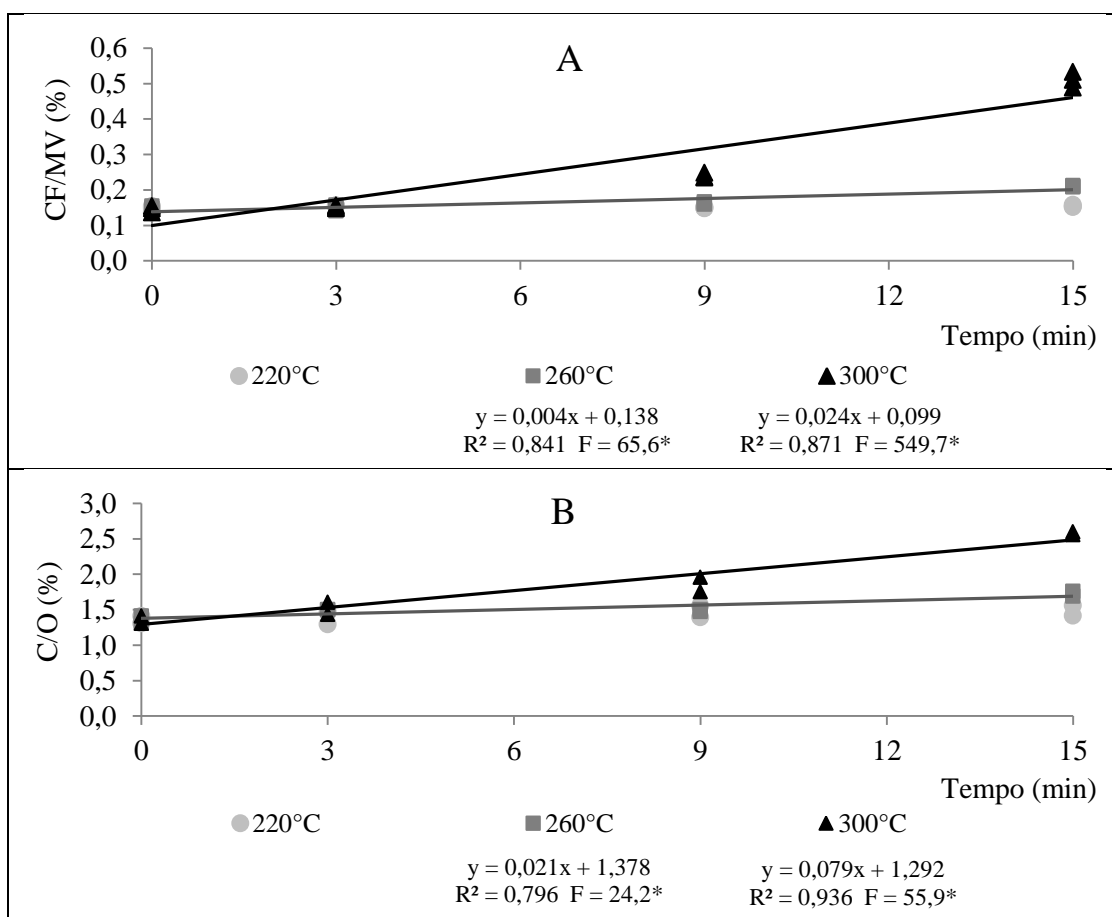 A
CF/MV (%)
0,6
0,5
0,4
0,3
0,2
0,1
0,0
0 3 6 9 12 15
Tempo (min)
220°C 260°C 300°C
y = 0,004x + 0,138 y = 0,024x + 0,099
R² = 0,841 F = 65,6* R² = 0,871 F = 549,7*
B
C/O (%)
3,0
2,5
2,0
1,5
1,0
0,5
0,0
0 3 6 9 12 15
Tempo (min)
220°C 260°C 300°C
y = 0,021x + 1,378 y = 0,079x + 1,292
R² = 0,796 F = 24,2* R² = 0,936 F = 55,9*